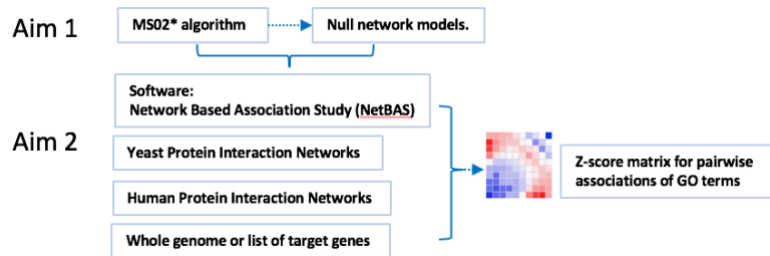 Aim 1
MS02* algorithm
Null network models.
Software:
Network Based Association Study (NetBAS)
Aim 2
Yeast Protein Interaction Networks
Human Protein Interaction Networks
Whole genome or list of target genes
Z-score matrix for pairwise
associations of GO terms